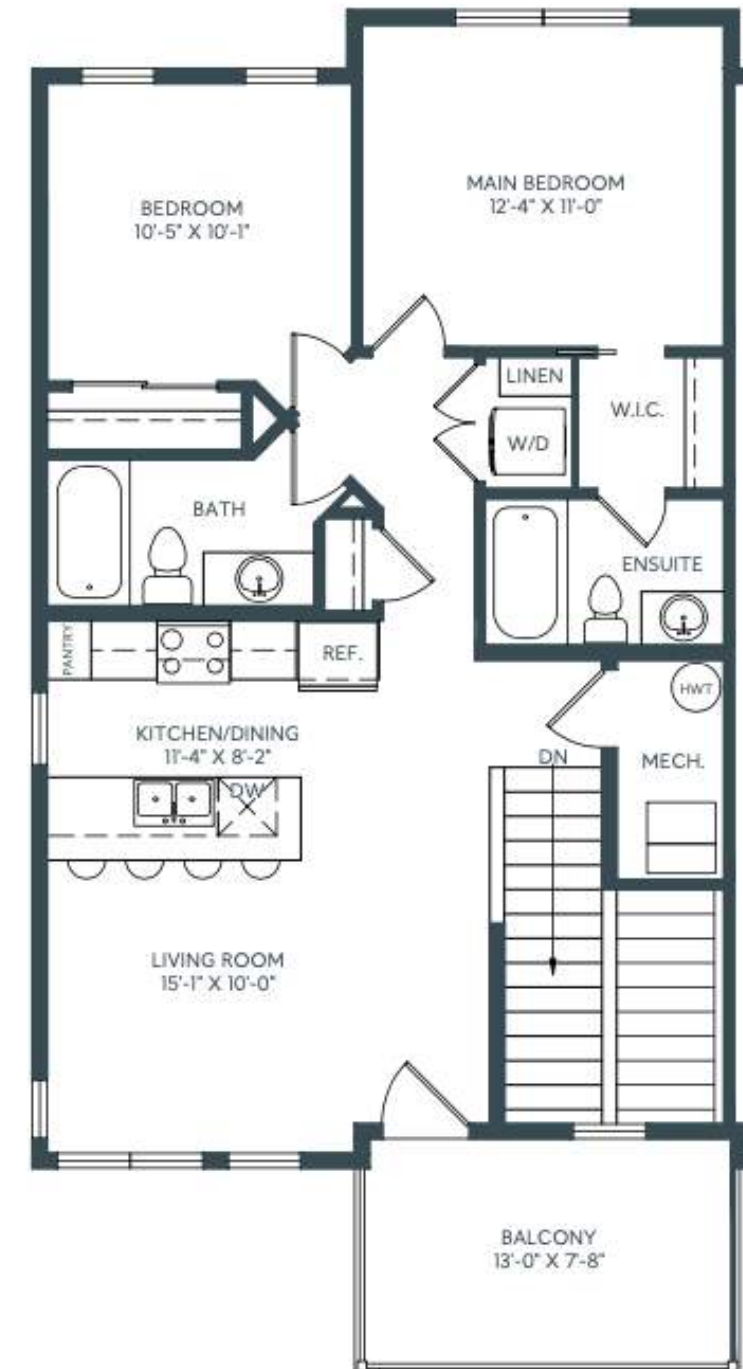 MAIN BEDROOM
12'-4" X 11'-0"
BEDROOM
10'-5" X 10'-1"
LINEN
W.I.C.
W/D
BATH
ENSUITE
PANTRY
REF.
HWT
KITCHEN/DINING
11'-4" X 8'-2"
DN
MECH.
DW
LIVING ROOM
15'-1" X 10'-0"
BALCONY
13'-0" X 7'-8"